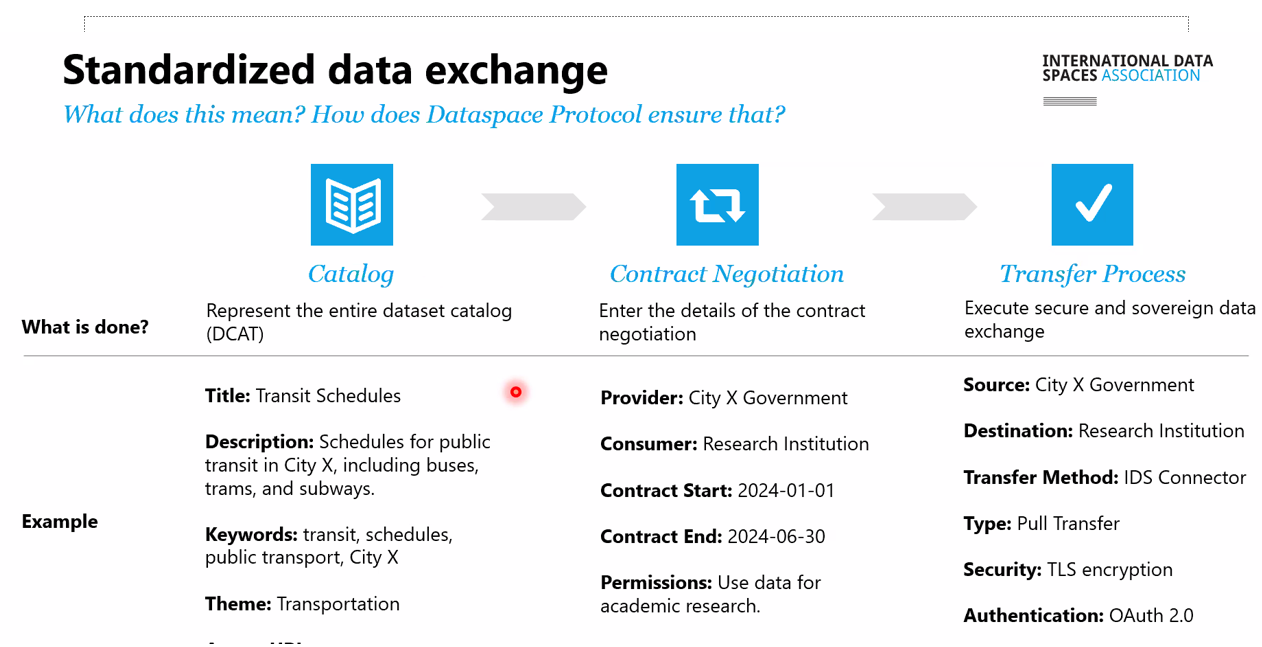 Standardized data exchange
INTERNATIONAL DATA
SPACES ASSOCIATION
What does this mean? How does Dataspace Protocol ensure that?
Catalog
Contract Negotiation
Transfer Process
What is done?
Represent the entire dataset catalog
(DCAT)
Enter the details of the contract
negotiation
Execute secure and sovereign data
exchange
Example
Title: Transit Schedules
Description: Schedules for public
transit in City X, including buses,
trams, and subways.
Keywords: transit, schedules,
public transport, City X
Theme: Transportation
Provider: City X Government
Consumer: Research Institution
Contract Start: 2024-01-01
Contract End: 2024-06-30
Permissions: Use data for
academic research.
Source: City X Government
Destination: Research Institution
Transfer Method: IDS Connector
Type: Pull Transfer
Security: TLS encryption
Authentication: OAuth 2.0